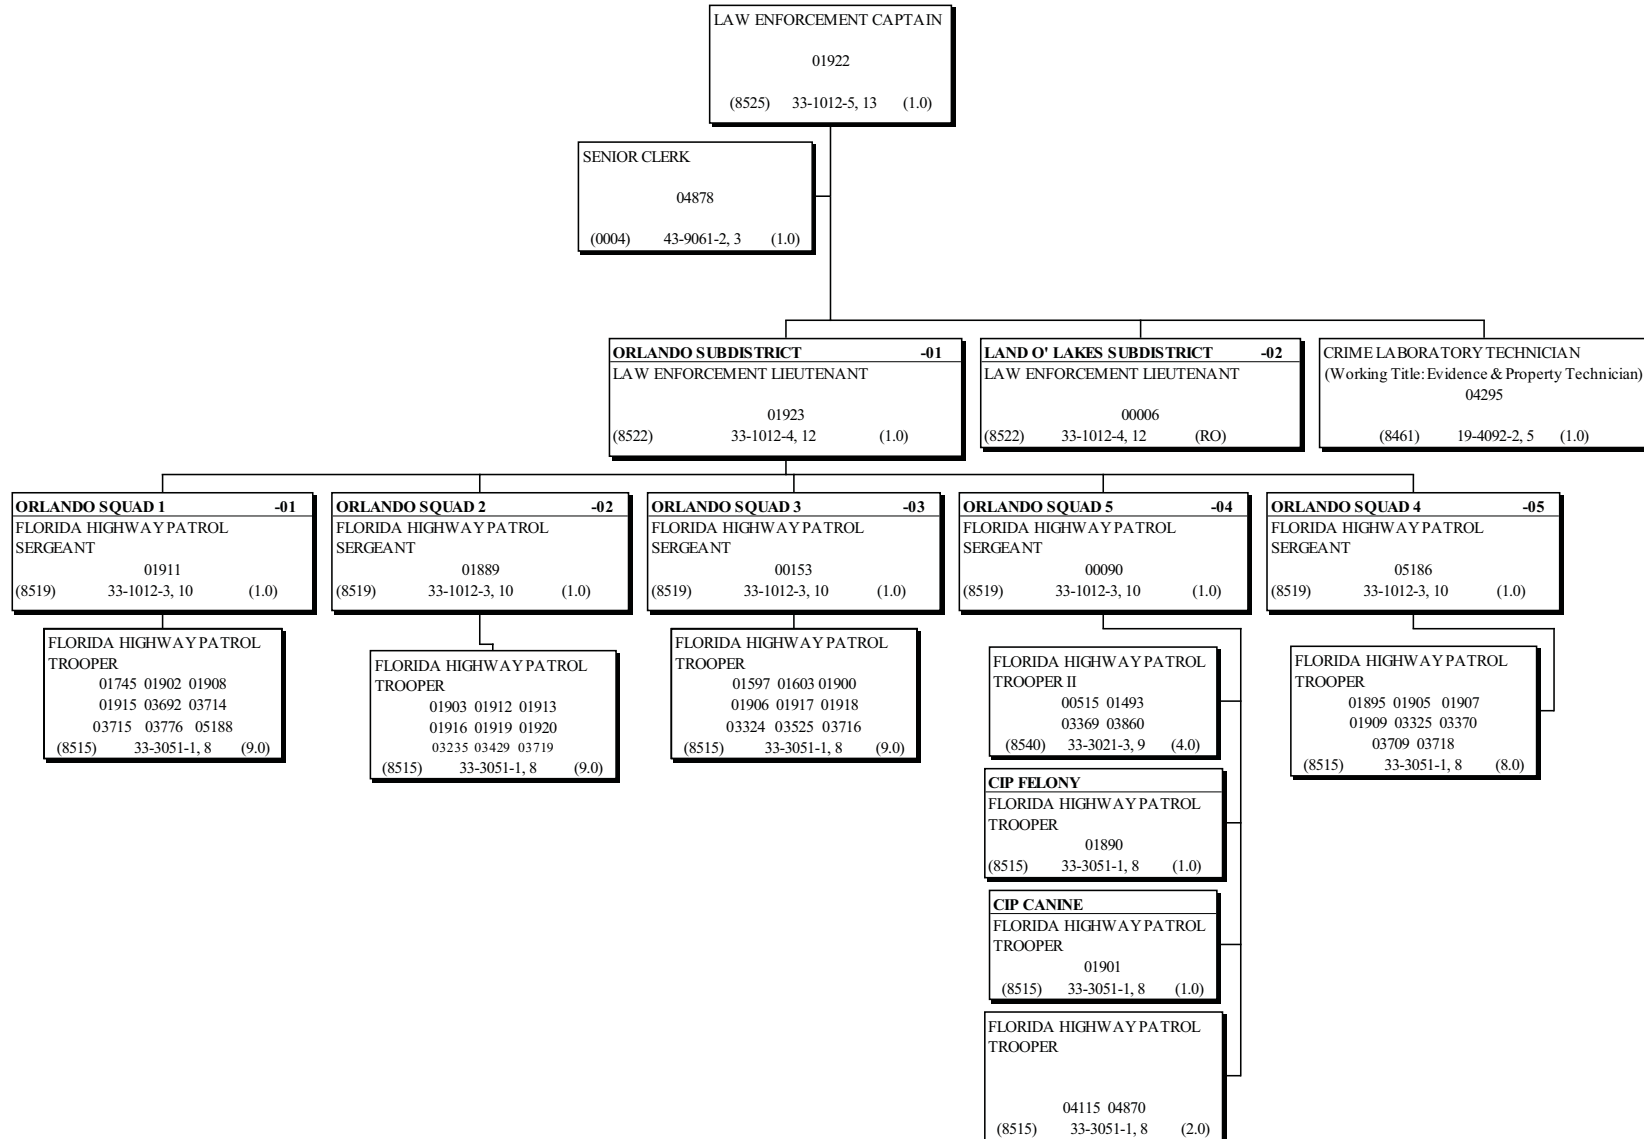 LAW ENFORCEMENT CAPTAIN
01922
(8525) 33-1012-5, 13 (1.0)
SENIOR CLERK
04878
(0004) 43-9061-2, 3 (1.0)
ORLANDO SUBDISTRICT -01
LAW ENFORCEMENT LIEUTENANT
01923
(8522) 33-1012-4, 12 (1.0)
LAND O' LAKES SUBDISTRICT -02
LAW ENFORCEMENT LIEUTENANT
00006
(8522) 33-1012-4, 12 (RO)
CRIME LABORATORY TECHNICIAN
(Working Title: Evidence & Property Technician)
04295
(8461) 19-4092-2, 5 (1.0)
ORLANDO SQUAD 1 -01
FLORIDA HIGHWAY PATROL
SERGEANT
01911
(8519) 33-1012-3, 10 (1.0)
FLORIDA HIGHWAY PATROL
TROOPER
01745 01902 01908
01915 03692 03714
03715 03776 05188
(8515) 33-3051-1, 8 (9.0)
ORLANDO SQUAD 2 -02
FLORIDA HIGHWAY PATROL
SERGEANT
01889
(8519) 33-1012-3, 10 (1.0)
FLORIDA HIGHWAY PATROL
TROOPER
01903 01912 01913
01916 01919 01920
03235 03429 03719
(8515) 33-3051-1, 8 (9.0)
ORLANDO SQUAD 3 -03
FLORIDA HIGHWAY PATROL
SERGEANT
00153
(8519) 33-1012-3, 10 (1.0)
FLORIDA HIGHWAY PATROL
TROOPER
01597 01603 01900
01906 01917 01918
03324 03525 03716
(8515) 33-3051-1, 8 (9.0)
ORLANDO SQUAD 5 -04
FLORIDA HIGHWAY PATROL
SERGEANT
00090
(8519) 33-1012-3, 10 (1.0)
FLORIDA HIGHWAY PATROL
TROOPER II
00515 01493
03369 03860
(8540) 33-3021-3, 9 (4.0)
CIP FELONY
FLORIDA HIGHWAY PATROL
TROOPER
01890
(8515) 33-3051-1, 8 (1.0)
CIP CANINE
FLORIDA HIGHWAY PATROL
TROOPER
01901
(8515) 33-3051-1, 8 (1.0)
FLORIDA HIGHWAY PATROL
TROOPER
04115 04870
(8515) 33-3051-1, 8 (2.0)
ORLANDO SQUAD 4 -05
FLORIDA HIGHWAY PATROL
SERGEANT
05186
(8519) 33-1012-3, 10 (1.0)
FLORIDA HIGHWAY PATROL
TROOPER
01895 01905 01907
01909 03325 03370
03709 03718
(8515) 33-3051-1, 8 (8.0)